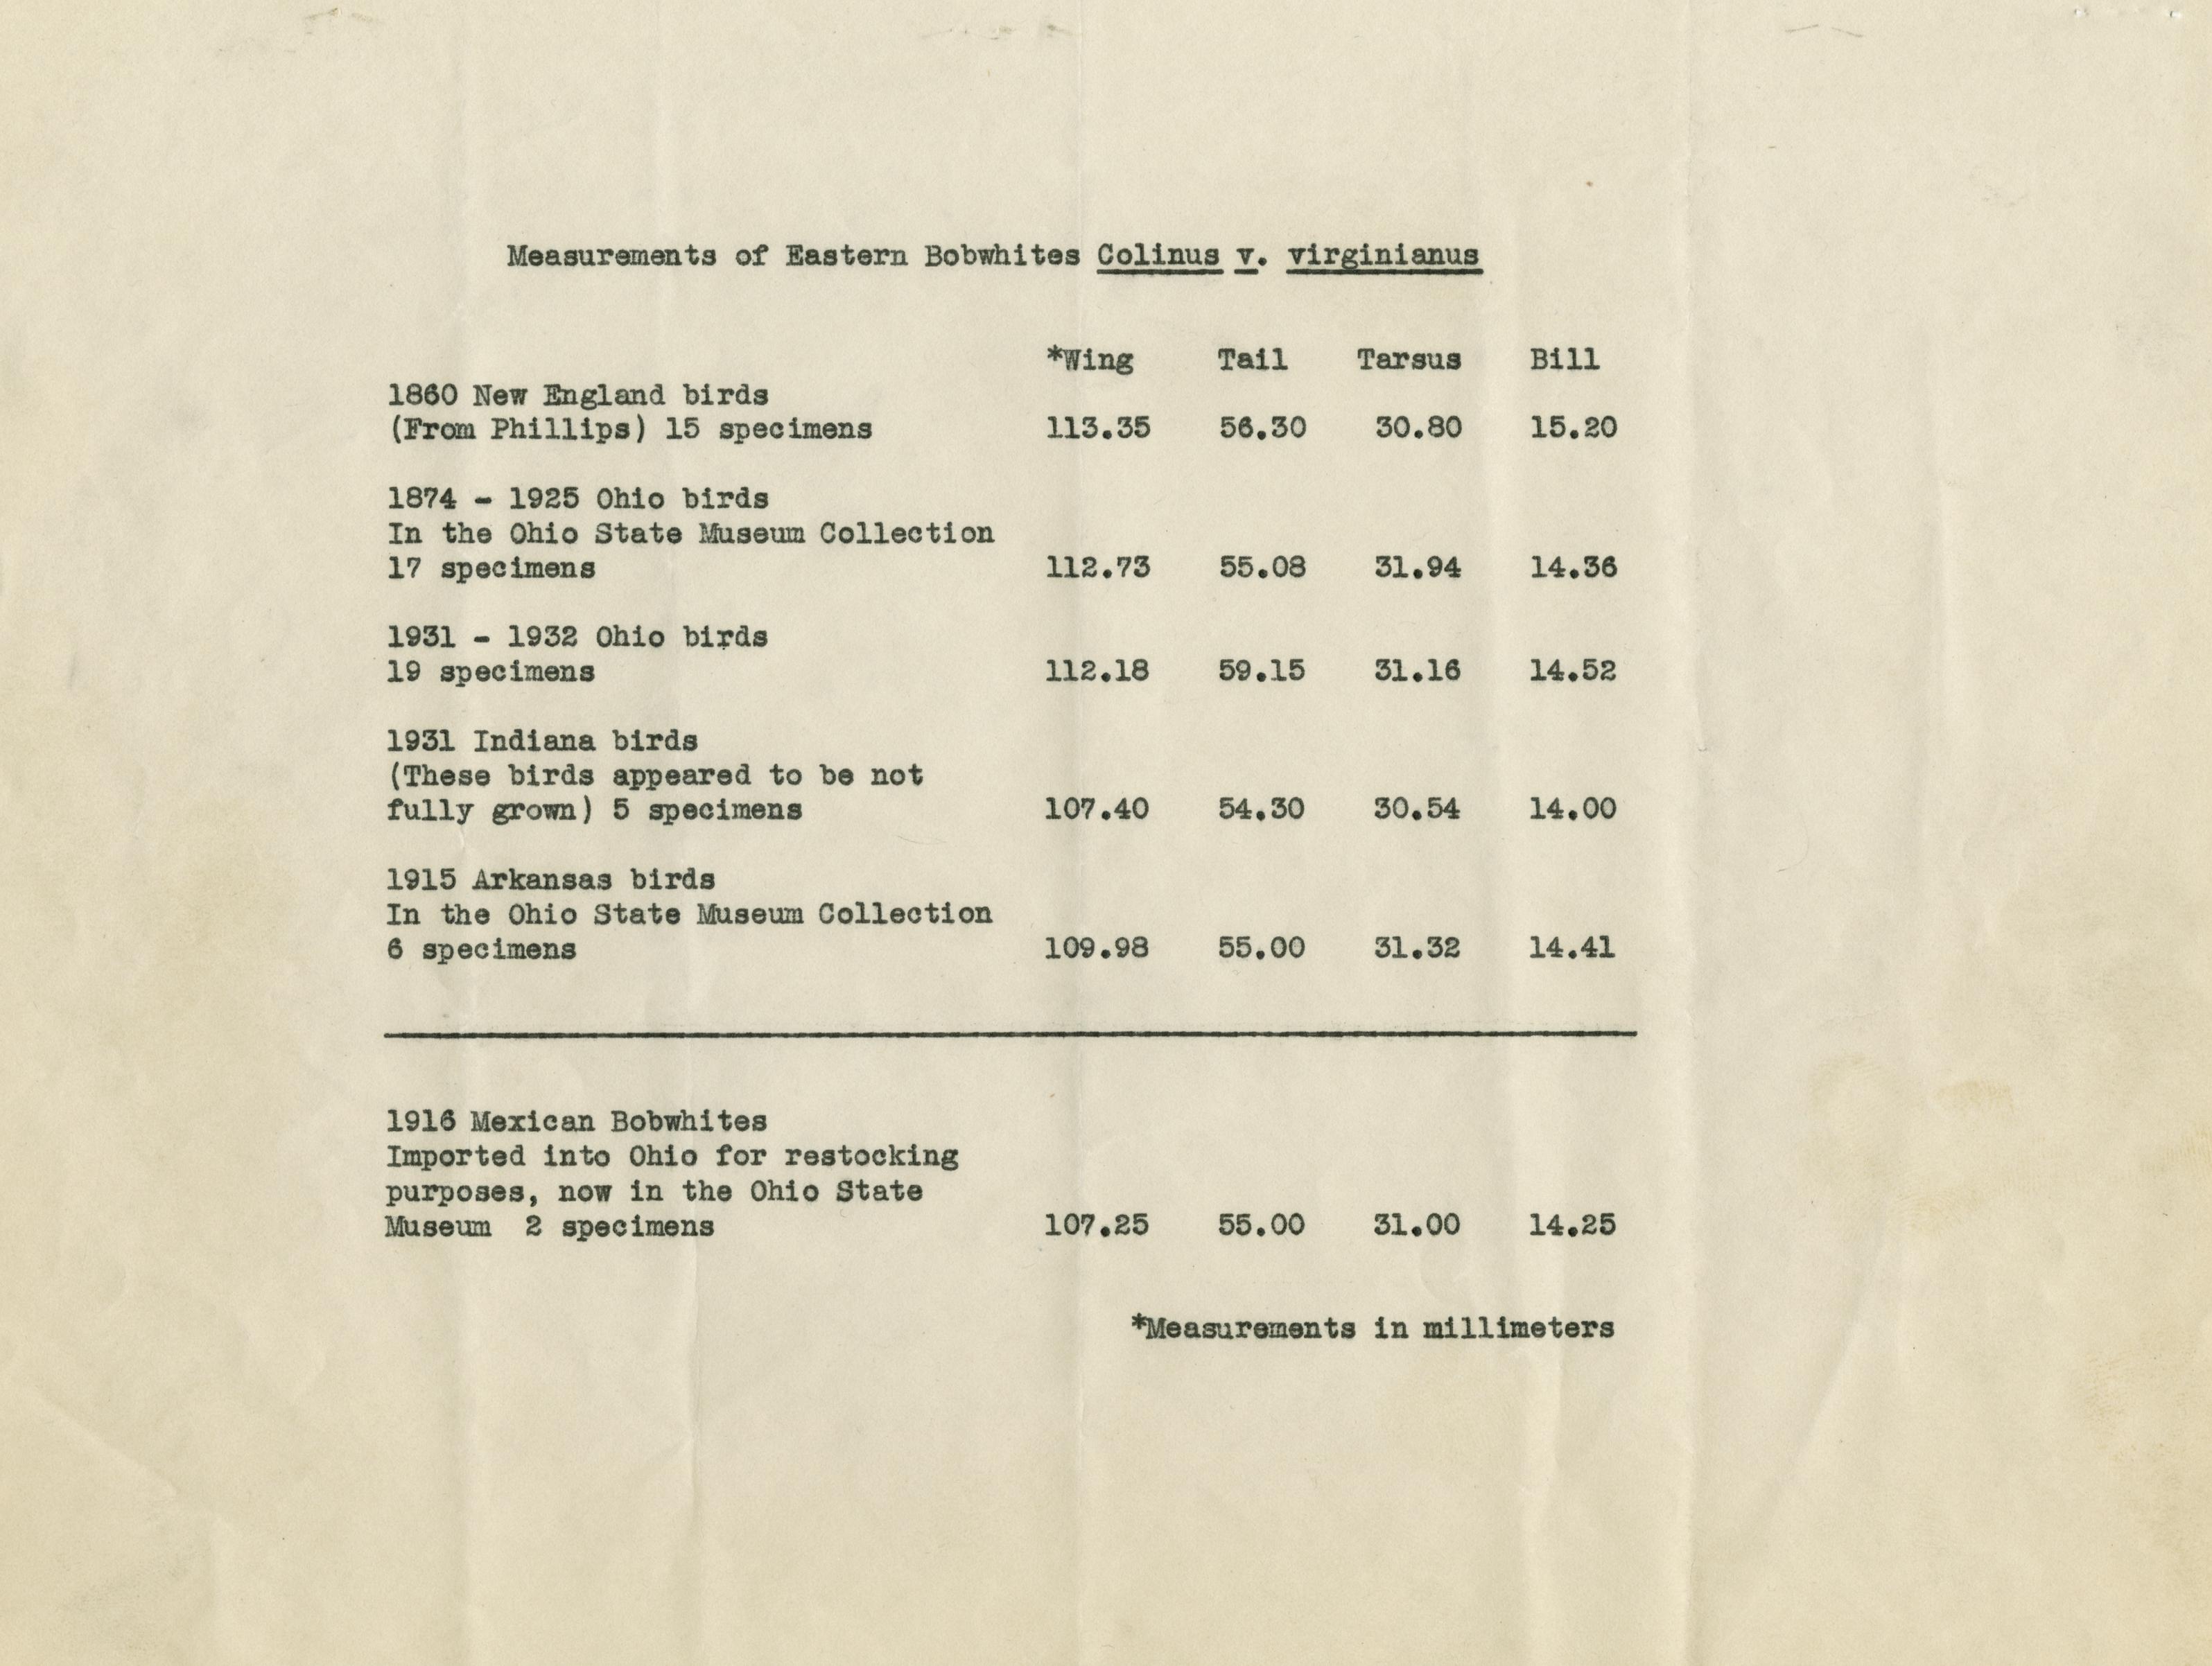 Measurements of Eastern Bobwhites Colinus v. virginianus
*Wing Tail Tarsus Bill
1860 New England birds
(From Phillips) 15 specimens 113.35 56.30 30.80 15.20
1874 - 1925 Ohio birds
In the Ohio State Museum Collection
17 specimens 112.73 55.08 31.94 14.36
1931 - 1932 Ohio birds
19 specimens 112.18 59.15 31.16 14.52
1931 Indiana birds
(These birds appeared to be not
fully grown) 5 specimens 107.40 54.30 30.54 14.00
1915 Arkansas birds
In the Ohio State Museum Collection
6 specimens 109.98 55.00 31.32 14.41
1916 Mexican Bobwhites
Imported into Ohio for restocking
purposes, now in the Ohio State
Museum 2 specimens 107.25 55.00 31.00 14.25
*Measurements in millimeters